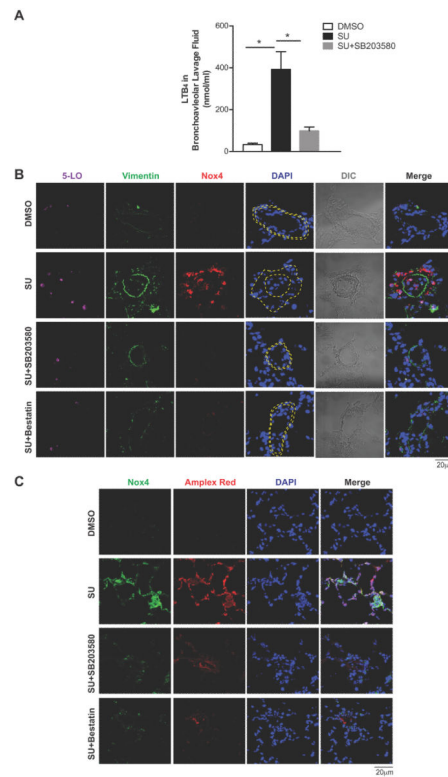 A
DMSO
SU
SU+SB203580
*
*
600
400
200
0
LTB4 in
Bronchoavleolar Lavage Fluid
(nmol/ml)
B
5-LO
Vimentin
Nox4
DAPI
DIC
Merge
DMSO
SU
SU+SB203580
SU+Bestatin
20μm
C
Nox4
Amplex Red
DAPI
Merge
DMSO
SU
SU+SB203580
SU+Bestatin
20μm